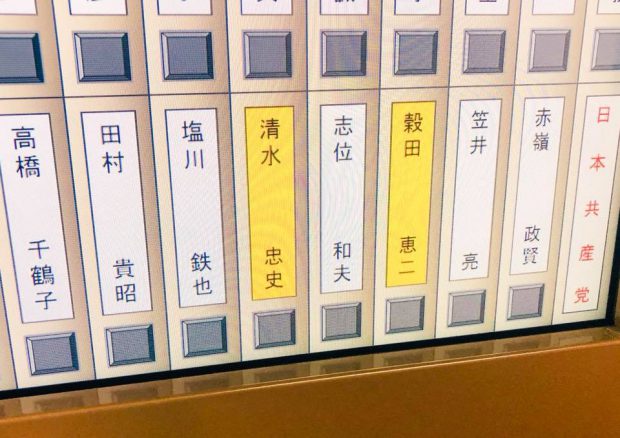 日本共産党
赤嶺 政賢
笠井 亮
穀田 恵二
志位 和夫
清水 忠史
塩川 鉄也
田村 貴昭
高橋 千鶴子